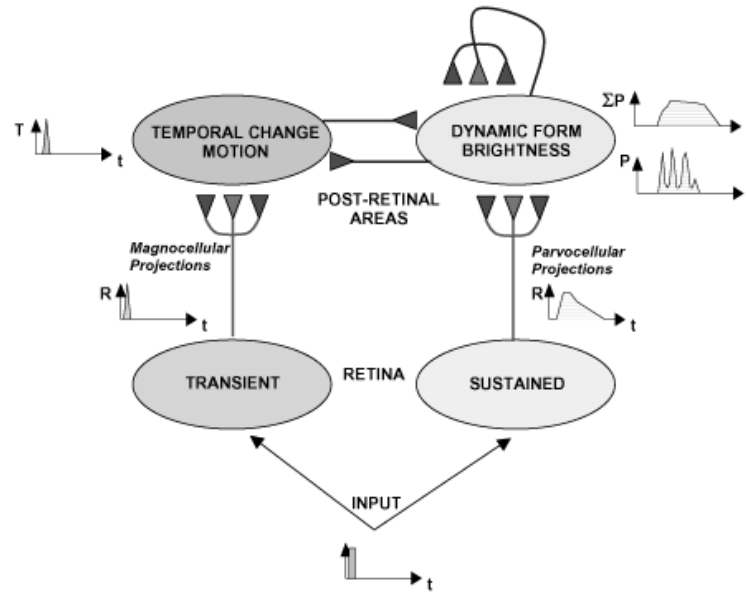 ΣP
T
TEMPORAL CHANGE
MOTION
t
DYNAMIC FORM
BRIGHTNESS
P
POST-RETINAL
AREAS
Magnocellular
Projections
Parvocellular
Projections
R
t
R
t
TRANSIENT
RETINA
SUSTAINED
INPUT
t